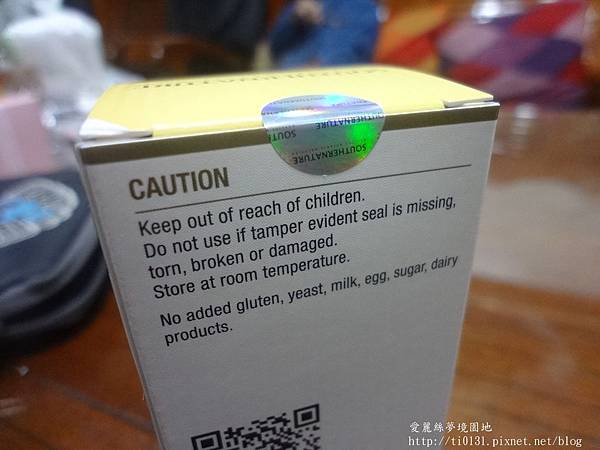 SOUTHERNATURE
SOUTHERNATURE
SOUTHERNATURE
CAUTION
Keep out of reach of children.
Do not use if tamper evident seal is missing,
torn, broken or damaged.
Store at room temperature.
No added gluten, yeast, milk, egg, sugar, dairy
products.
愛麗絲夢境園地
http://ti0131.pixnet.net/blog